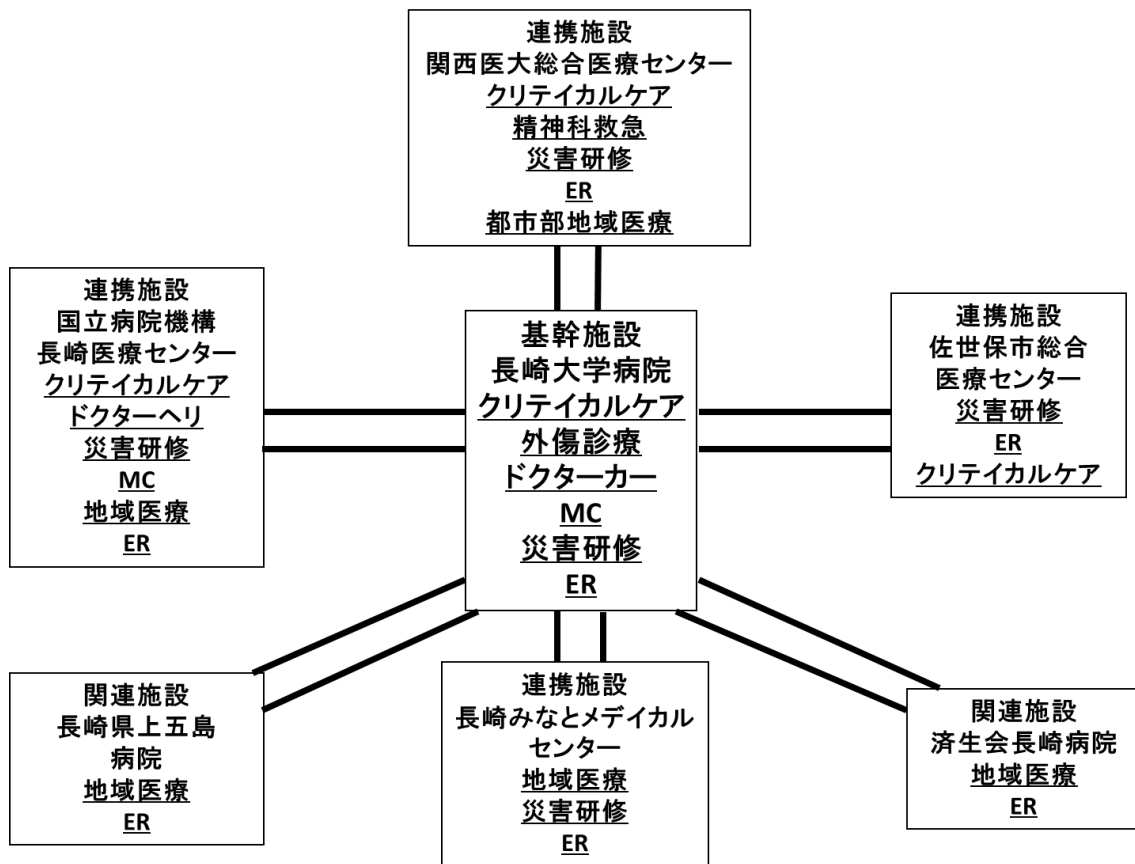 連携施設
関西医大総合医療センター
クリテイカルケア
精神科救急
災害研修
ER
都市部地域医療
連携施設
国立病院機構
長崎医療センター
クリテイカルケア
ドクターヘリ
災害研修
MC
地域医療
ER
基幹施設
長崎大学病院
クリテイカルケア
外傷診療
ドクターカー
MC
災害研修
ER
連携施設
佐世保市総合
医療センター
災害研修
ER
クリテイカルケア
関連施設
長崎県上五島
病院
地域医療
ER
連携施設
長崎みなとメデイカル
センター
地域医療
災害研修
ER
関連施設
済生会長崎病院
地域医療
ER